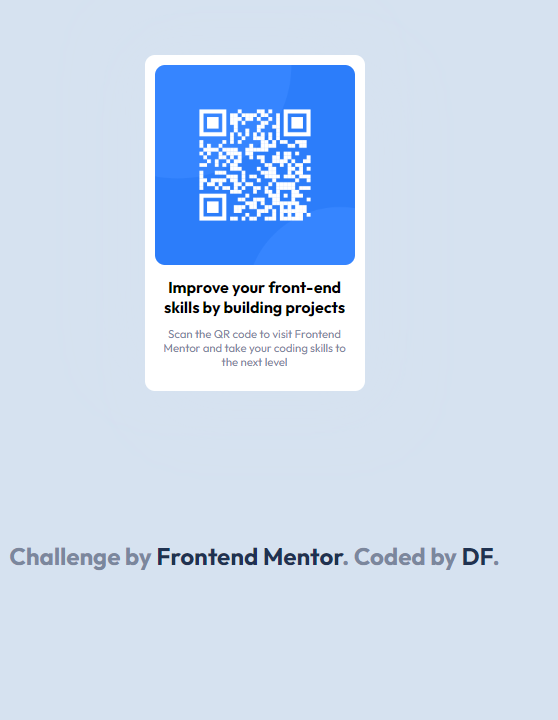 Improve your front-end
skills by building projects
Scan the QR code to visit Frontend
Mentor and take your coding skills to
the next level
Challenge by Frontend Mentor. Coded by DF.